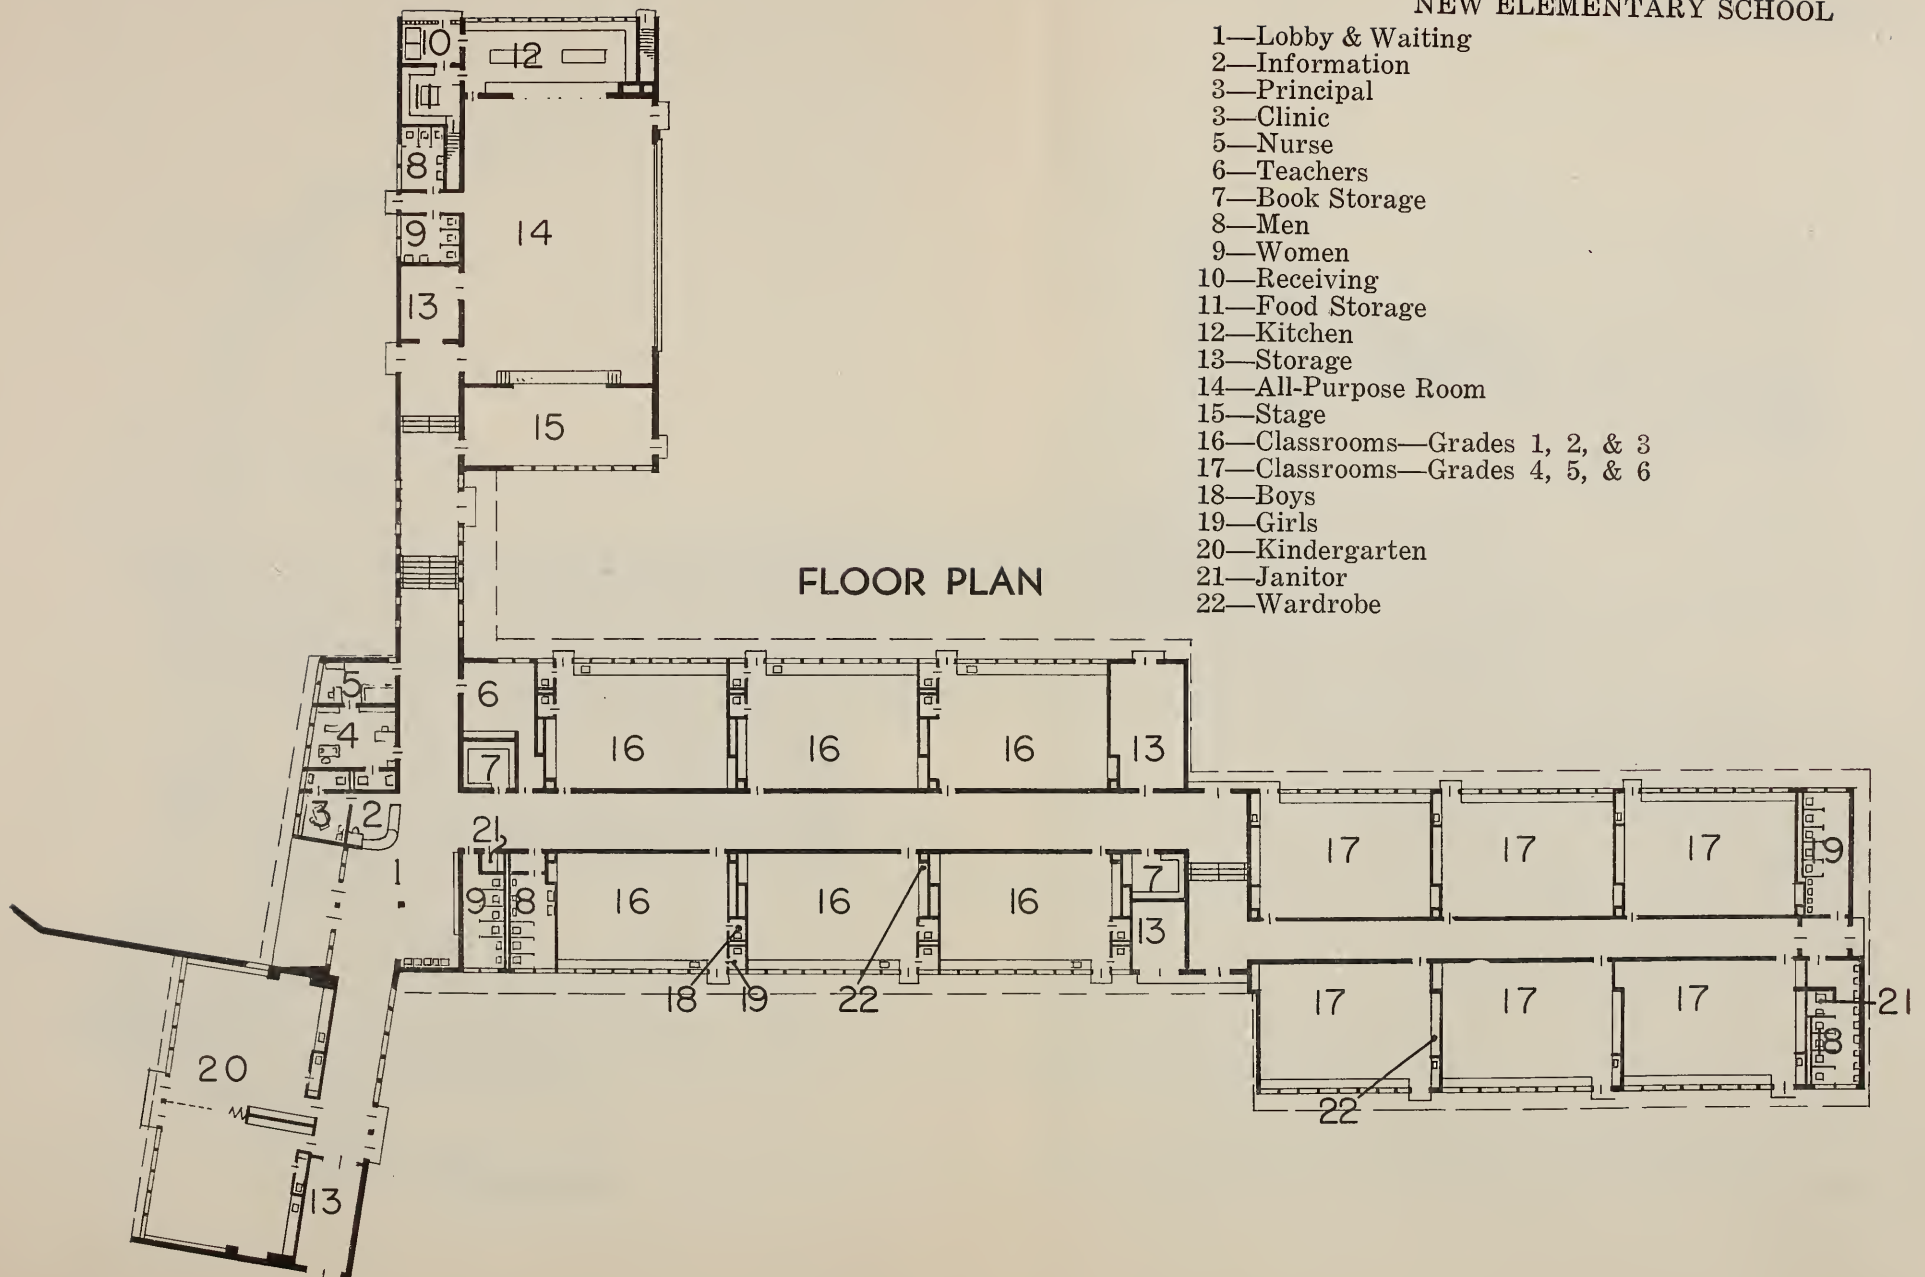 NEW ELEMENTARY SCHOOL
1—Lobby & Waiting
2—Information
3—Principal
3—Clinic
5—Nurse
6—Teachers
7—Book Storage
8—Men
9—Women
10—Receiving
11—Food Storage
12—Kitchen
13—Storage
14—All-Purpose Room
15—Stage
16—Classrooms—Grades 1, 2, & 3
17—Classrooms—Grades 4, 5, & 6
18—Boys
19—Girls
20—Kindergarten
21—Janitor
22—Wardrobe
FLOOR PLAN
10 12
8
9 14
13
15
5 6
4 16 16 16 13
7
3 2
21 17 17 17 9
1 9 8 16 16 16 7
13
18 19 22 17 17 17 21
18
20
22
13